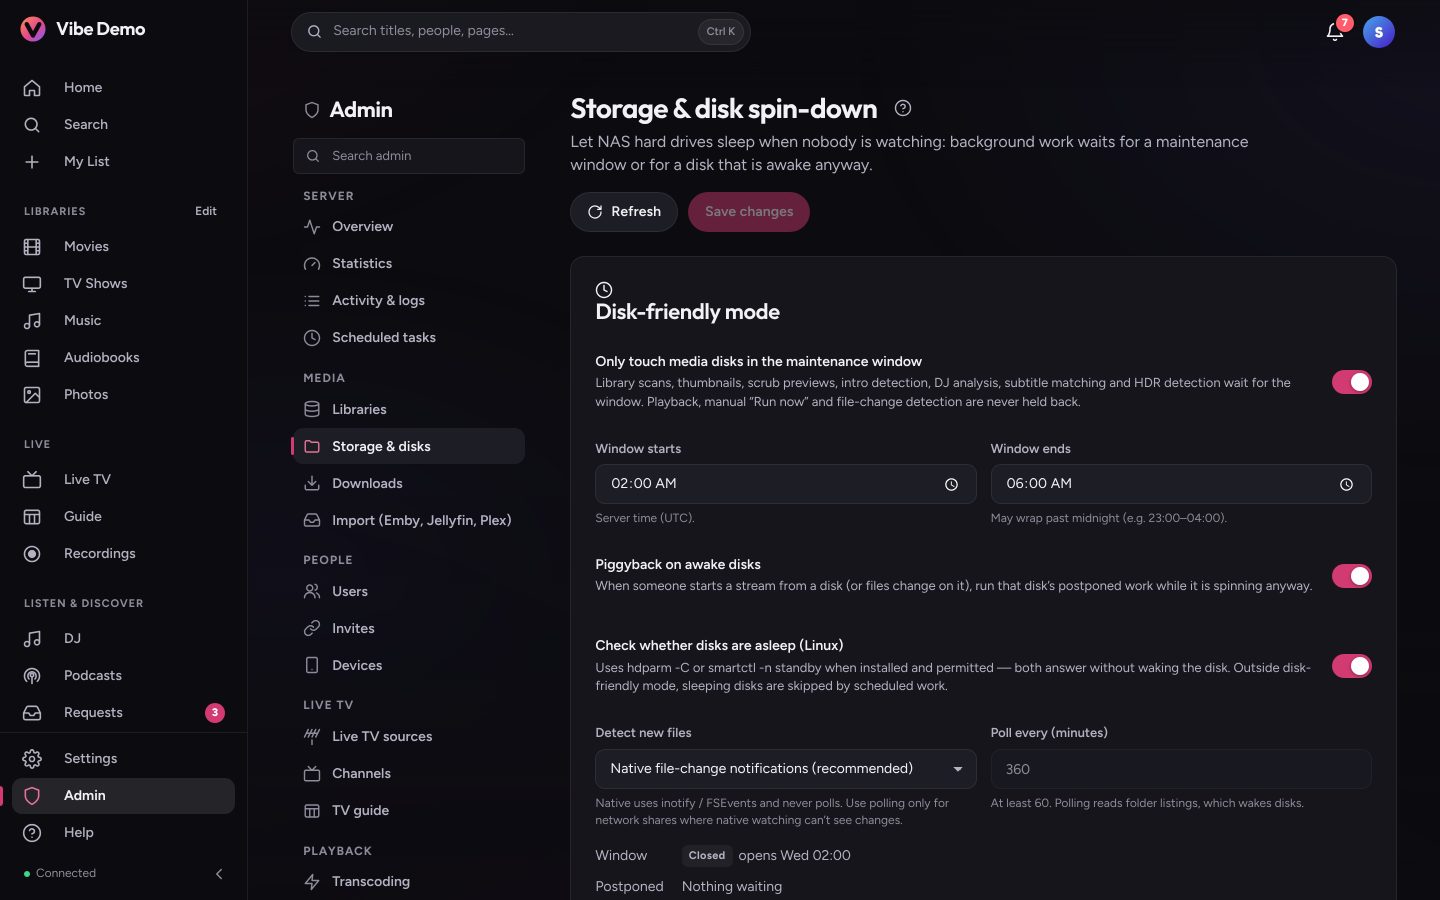 Vibe Demo
Search titles, people, pages...
Ctrl K
7
S
Home
Search
My List
LIBRARIES
Edit
Movies
TV Shows
Music
Audiobooks
Photos
LIVE
Live TV
Guide
Recordings
LISTEN & DISCOVER
DJ
Podcasts
Requests
3
Settings
Admin
Help
Connected
Admin
Search admin
SERVER
Overview
Statistics
Activity & logs
Scheduled tasks
MEDIA
Libraries
Storage & disks
Downloads
Import (Emby, Jellyfin, Plex)
PEOPLE
Users
Invites
Devices
LIVE TV
Live TV sources
Channels
TV guide
PLAYBACK
Transcoding
Storage & disk spin-down
Let NAS hard drives sleep when nobody is watching: background work waits for a maintenance
window or for a disk that is awake anyway.
Refresh
Save changes
Disk-friendly mode
Only touch media disks in the maintenance window
Library scans, thumbnails, scrub previews, intro detection, DJ analysis, subtitle matching and HDR detection wait for the
window. Playback, manual “Run now” and file-change detection are never held back.
Window starts
Window ends
02:00 AM
06:00 AM
Server time (UTC).
May wrap past midnight (e.g. 23:00–04:00).
Piggyback on awake disks
When someone starts a stream from a disk (or files change on it), run that disk’s postponed work while it is spinning anyway.
Check whether disks are asleep (Linux)
Uses hdparm -C or smartctl -n standby when installed and permitted — both answer without waking the disk. Outside disk-
friendly mode, sleeping disks are skipped by scheduled work.
Detect new files
Poll every (minutes)
Native file-change notifications (recommended)
360
Native uses inotify / FSEvents and never polls. Use polling only for
network shares where native watching can’t see changes.
At least 60. Polling reads folder listings, which wakes disks.
Window
Closed
opens Wed 02:00
Postponed
Nothing waiting